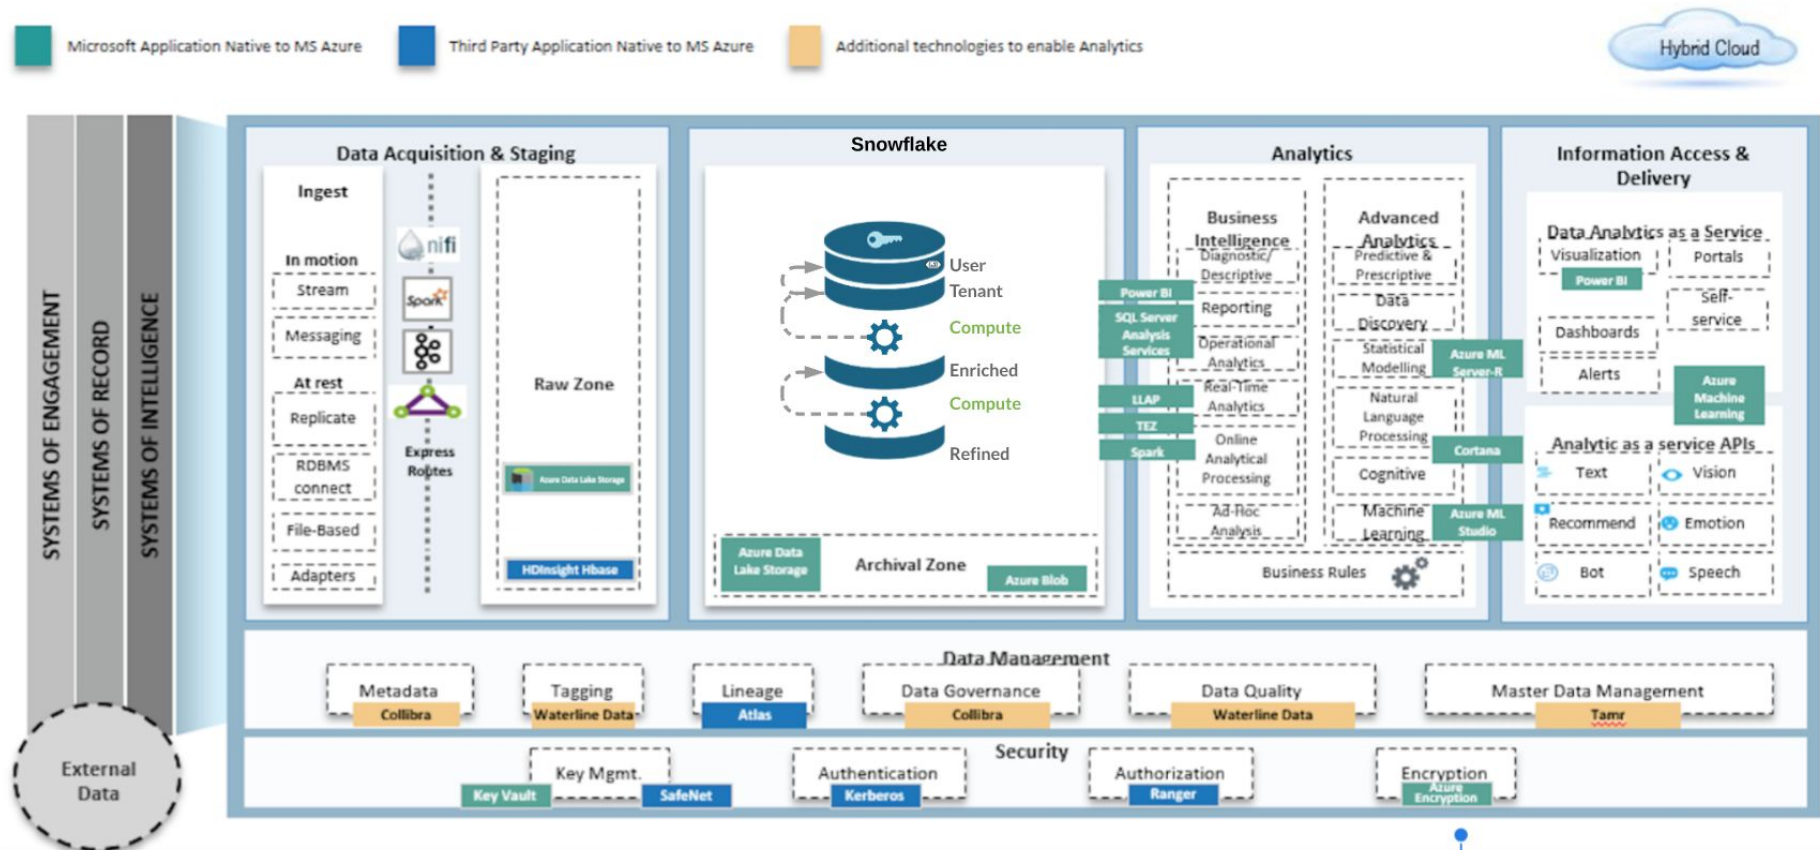 Microsoft Application Native to MS Azure
Third Party Application Native to MS Azure
Additional technologies to enable Analytics
Hybrid Cloud
SYSTEMS OF ENGAGEMENT
SYSTEMS OF RECORD
SYSTEMS OF INTELLIGENCE
External
Data
Data Acquisition & Staging
Ingest
In motion
Stream
Messaging
At rest
Replicate
RDBMS
connect
File-Based
Adapters
nifi
Spark
Express
Routes
Raw Zone
Azure Data Lake Storage
HDInsight Hbase
Snowflake
User
Tenant
Compute
Enriched
Compute
Refined
Azure Data
Lake Storage
Archival Zone
Azure Blob
Analytics
Business
Intelligence
Diagnostic/
Descriptive
Reporting
Operational
Analytics
Real-Time
Analytics
Online
Analytical
Processing
Ad-Hoc
Analysis
Power BI
SQL Server
Analysis
Services
LLAP
TEZ
Spark
Advanced
Analytics
Predictive &
Prescriptive
Data
Discovery
Statistical
Modelling
Natural
Language
Processing
Cognitive
Machine
Learning
Azure ML
Server-R
Cortana
Azure ML
Studio
Business Rules
Information Access &
Delivery
Data Analytics as a Service
Visualization
Power BI
Portals
Self-
service
Dashboards
Alerts
Azure
Machine
Learning
Analytic as a service APIs
Text
Vision
Recommend
Emotion
Bot
Speech
Data Management
Metadata
Collibra
Tagging
Waterline Data
Lineage
Atlas
Data Governance
Collibra
Data Quality
Waterline Data
Master Data Management
Tamr
Security
Key Mgmt.
Key Vault
SafeNet
Authentication
Kerberos
Authorization
Ranger
Encryption
Azure
Encryption